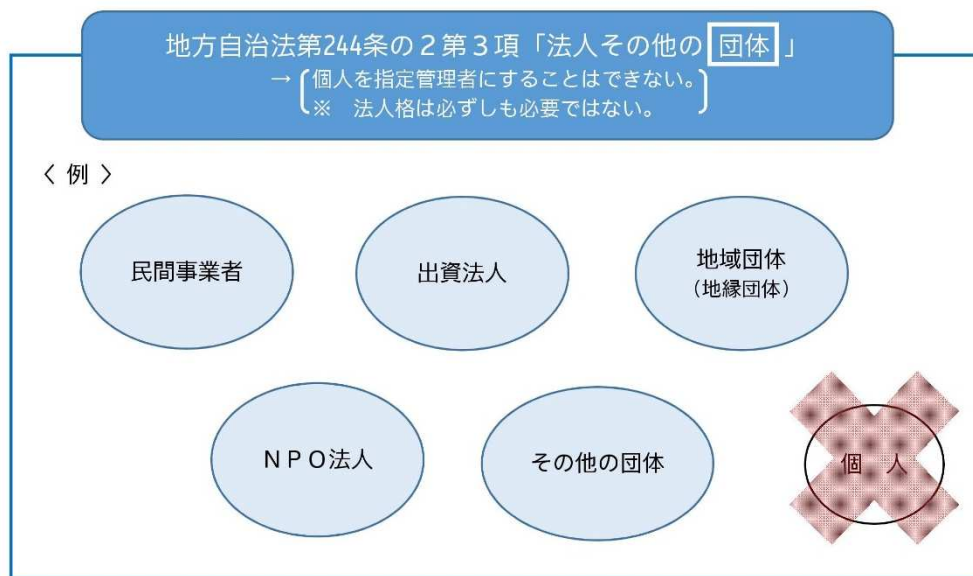 地方自治法第244条の２第３項「法人その他の団体」
→ 個人を指定管理者にすることはできない。
※　法人格は必ずしも必要ではない。
〈 例 〉
民間事業者
出資法人
地域団体
（地縁団体）
ＮＰＯ法人
その他の団体
個　人